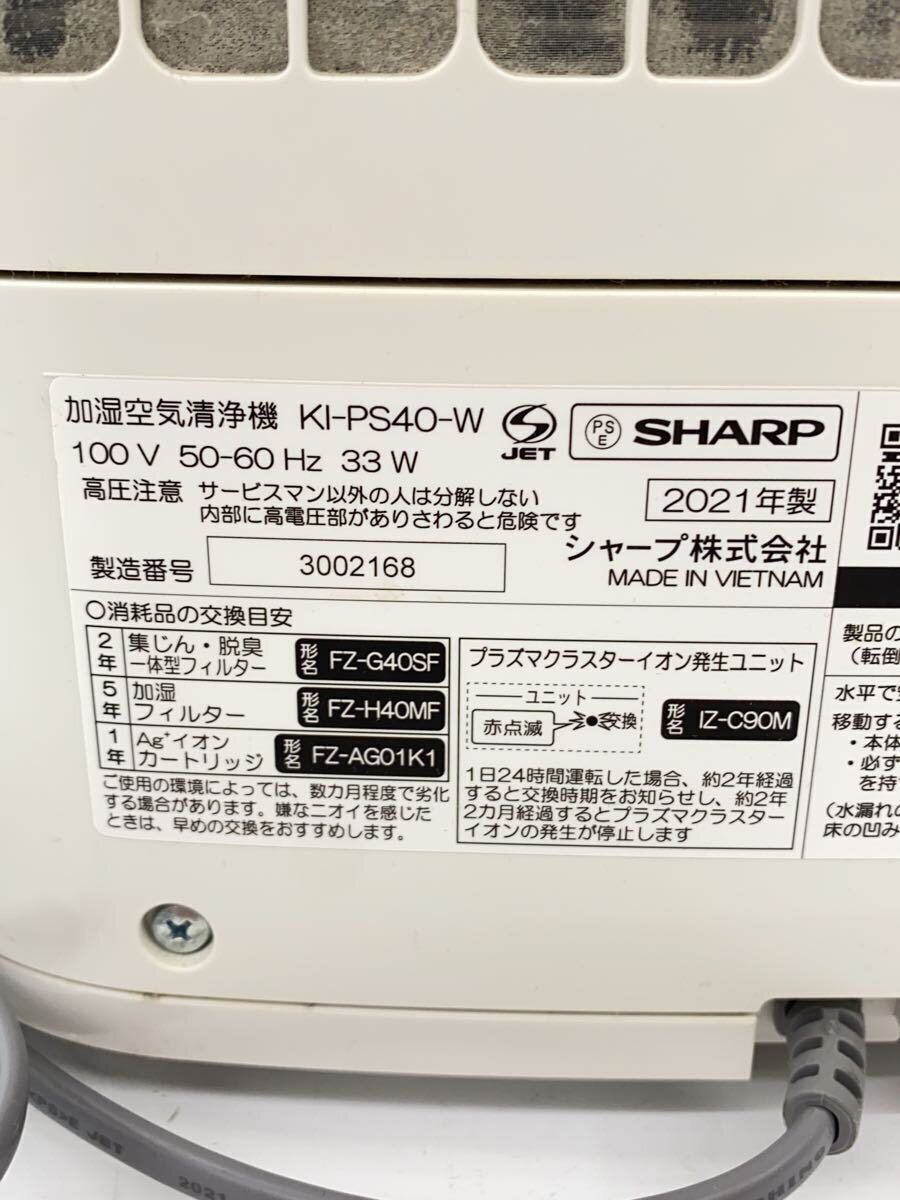 加湿空気清浄機 KI-PS40-W
JET
PS
E
SHARP
100 V 50-60 Hz 33 W
高圧注意 サービスマン以外の人は分解しない
内部に高電圧部がありさわると危険です
2021年製
シャープ株式会社
MADE IN VIETNAM
製造番号 3002168
○消耗品の交換目安
2年 集じん・脱臭一体型フィルター 形名 FZ-G40SF
5年 加湿フィルター 形名 FZ-H40MF
1年 Ag⁺イオンカートリッジ 形名 FZ-AG01K1
ご使用の環境によっては、数カ月程度で劣化
する場合があります。嫌なニオイを感じた
ときは、早めの交換をおすすめします。
プラズマクラスターイオン発生ユニット
ユニット
赤点滅
交換
形名 IZ-C90M
1日24時間運転した場合、約2年経過
すると交換時期をお知らせし、約2年
2カ月経過するとプラズマクラスター
イオンの発生が停止します
製品の
（転倒
水平で
移動する
・本体
・必ず
を持
（水漏れの
床の凹み
JET
2021